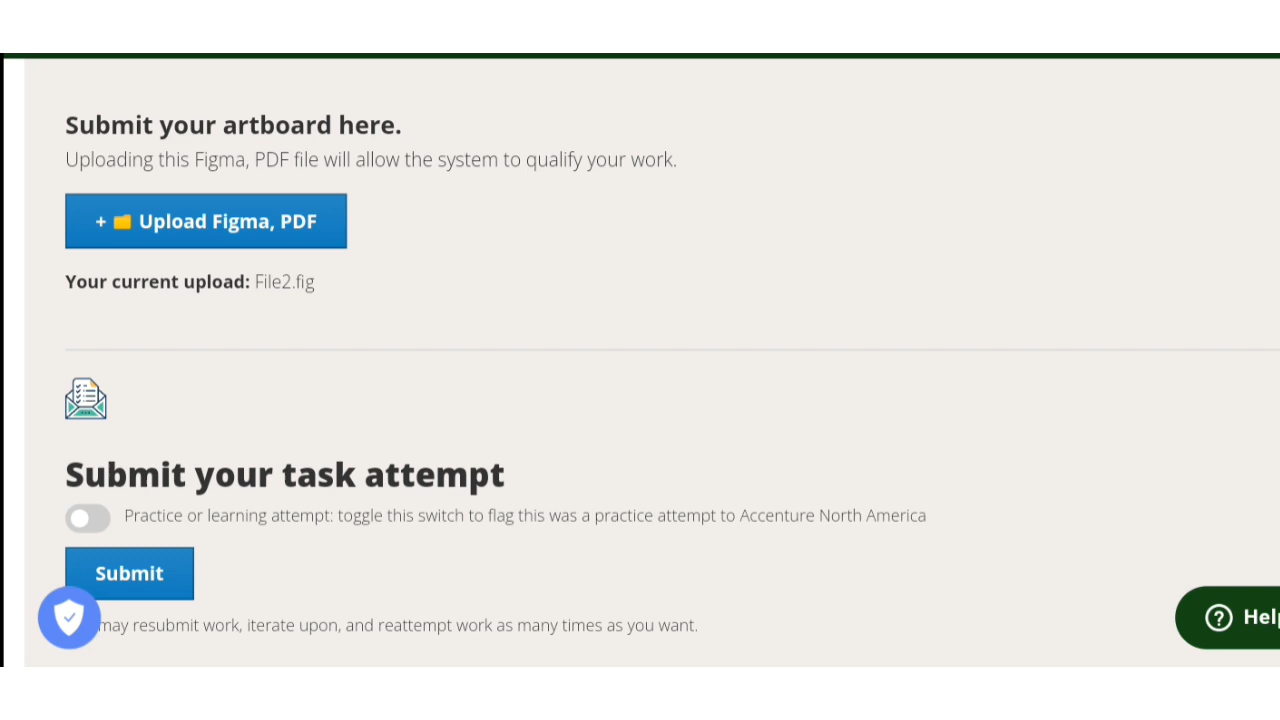 Submit your artboard here.
Uploading this Figma, PDF file will allow the system to qualify your work.
+ Upload Figma, PDF
Your current upload: File2.fig
Submit your task attempt
Practice or learning attempt: toggle this switch to flag this was a practice attempt to Accenture North America
Submit
may resubmit work, iterate upon, and reattempt work as many times as you want.